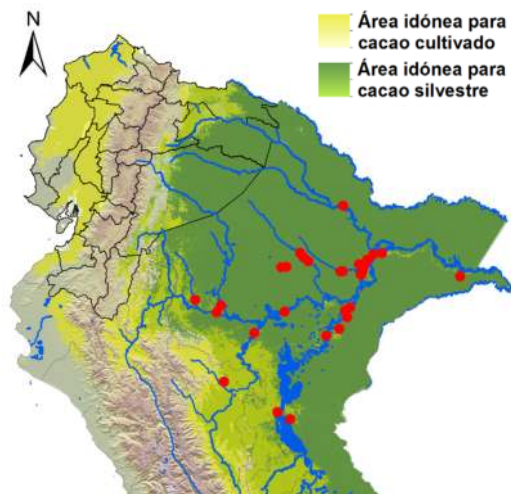 N
Área idónea para
cacao cultivado
Área idónea para
cacao silvestre